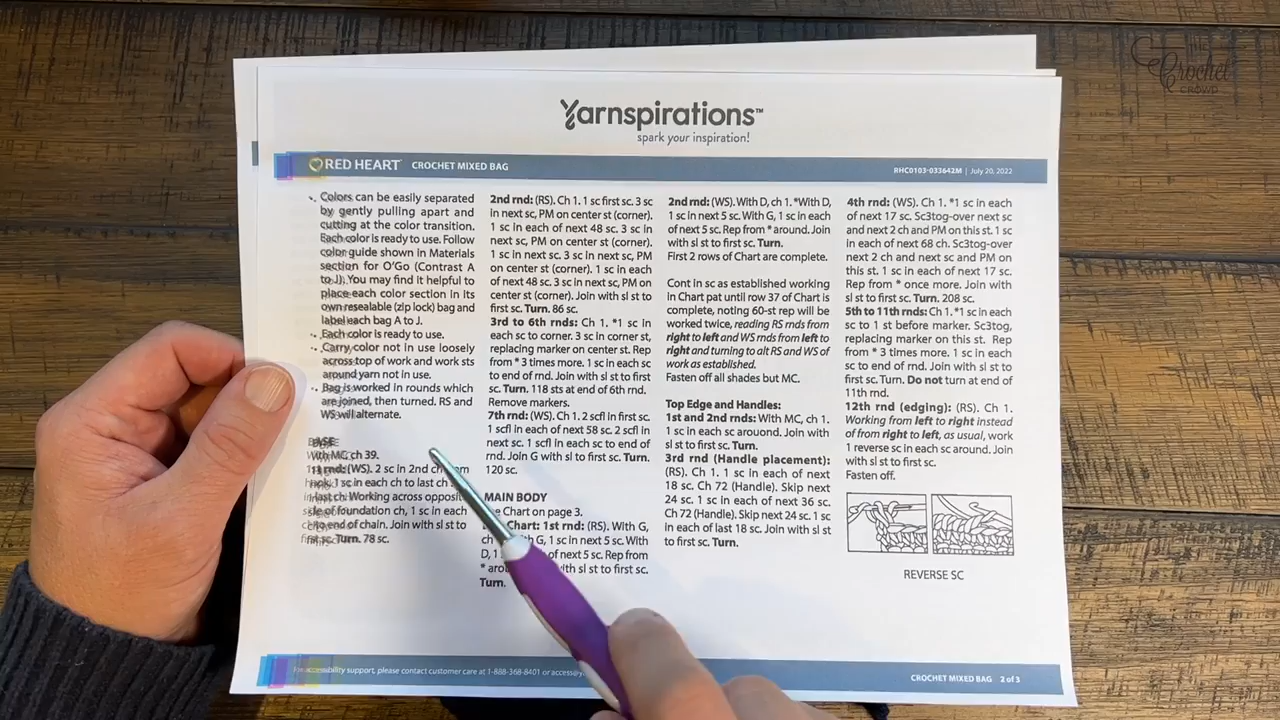 The
Crochet
CROWD
Yarnspirations™
spark your inspiration!
RED HEART CROCHET MIXED BAG
RHC0103-033642M | July 20, 2022
• Colors can be easily separated
by gently pulling apart and
cutting at the color transition.
Each color is ready to use. Follow
color guide shown in Materials
section for O'Go (Contrast A
to J). You may find it helpful to
place each color section in its
own resealable (zip lock) bag and
label each bag A to J.
• Each color is ready to use.
• Carry color not in use loosely
across top of work and work sts
around yarn not in use.
• Bag is worked in rounds which
are joined, then turned. RS and
WS will alternate.
BASE
With MC, ch 39.
1st rnd: (WS). 2 sc in 2nd ch
hook. 1 sc in each ch to last ch
in last ch. Working across opposite
side of foundation ch, 1 sc in each
ch to end of chain. Join with sl st to
first sc. Turn. 78 sc.
2nd rnd: (RS). Ch 1. 1 sc first sc. 3 sc
in next sc, PM on center st (corner).
1 sc in each of next 48 sc. 3 sc in
next sc, PM on center st (corner).
1 sc in next sc. 3 sc in next sc, PM
on center st (corner). 1 sc in each
of next 48 sc. 3 sc in next sc, PM on
center st (corner). Join with sl st to
first sc. Turn. 86 sc.
3rd to 6th rnds: Ch 1. *1 sc in
each sc to corner. 3 sc in corner st,
replacing marker on center st. Rep
from * 3 times more. 1 sc in each
sc to end of rnd. Join with sl st to first
sc. Turn. 118 sts at end of 6th rnd.
Remove markers.
7th rnd: (WS). Ch 1. 2 scfl in first sc.
1 scfl in each of next 58 sc. 2 scfl in
next sc. 1 scfl in each sc to end of
rnd. Join G with sl st to first sc. Turn.
120 sc.
MAIN BODY
Chart on page 3.
Chart: 1st rnd: (RS). With G,
ch G, 1 sc in next 5 sc. With
D, 1 of next 5 sc. Rep from
* with sl st to first sc.
Turn.
2nd rnd: (WS). With D, ch 1. *With D,
1 sc in next 5 sc. With G, 1 sc in each
of next 5 sc. Rep from * around. Join
with sl st to first sc. Turn.
First 2 rows of Chart are complete.
Cont in sc as established working
in Chart pat until row 37 of Chart is
complete, noting 60-st rep will be
worked twice, reading RS rnds from
right to left and WS rnds from left to
right and turning to alt RS and WS of
work as established.
Fasten off all shades but MC.
Top Edge and Handles:
1st and 2nd rnds: With MC, ch 1.
1 sc in each sc aroound. Join with
sl st to first sc. Turn.
3rd rnd (Handle placement):
(RS). Ch 1. 1 sc in each of next
18 sc. Ch 72 (Handle). Skip next
24 sc. 1 sc in each of next 36 sc.
Ch 72 (Handle). Skip next 24 sc. 1 sc
in each of last 18 sc. Join with sl st
to first sc. Turn.
4th rnd: (WS). Ch 1. *1 sc in each
of next 17 sc. Sc3tog-over next sc
and next 2 ch and PM on this st. 1 sc
in each of next 68 ch. Sc3tog-over
next 2 ch and next sc and PM on
this st. 1 sc in each of next 17 sc.
Rep from * once more. Join with
sl st to first sc. Turn. 208 sc.
5th to 11th rnds: Ch 1. *1 sc in each
sc to 1 st before marker. Sc3tog,
replacing marker on this st. Rep
from * 3 times more. 1 sc in each
sc to end of rnd. Join with sl st to
first sc. Turn. Do not turn at end of
11th rnd.
12th rnd (edging): (RS). Ch 1.
Working from left to right instead
of from right to left, as usual, work
1 reverse sc in each sc around. Join
with sl st to first sc.
Fasten off.
REVERSE SC
For accessibility support, please contact customer care at 1-888-368-8401 or
CROCHET MIXED BAG 2 of 3